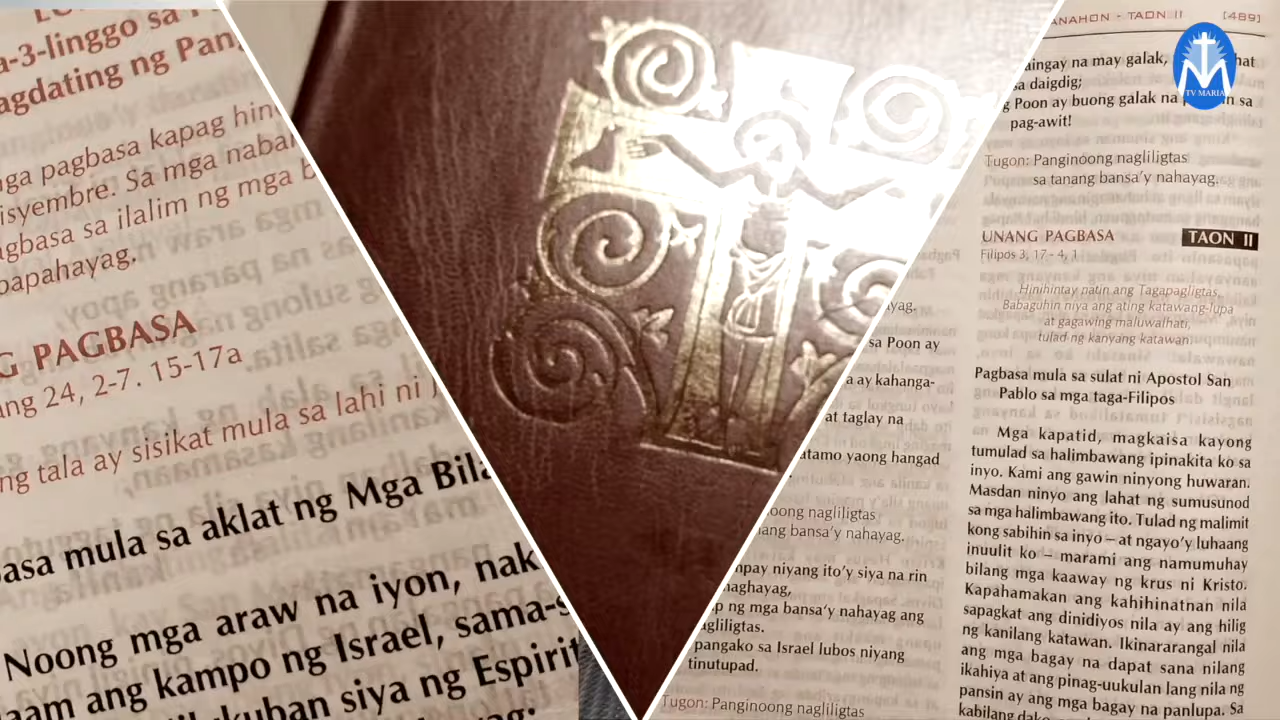 a-3-linggo sa
agdating ng Pan
nga pagbasa kapag hin
isyembre. Sa mga naba
agbasa sa ilalim ng mga b
papahayag.
G PAGBASA
ang 24, 2-7. 15-17a
ng tala ay sisikat mula sa lahi ni J
basa mula sa aklat ng Mga Bila
Noong mga araw na iyon, nak
laam ang kampo ng Israel, sama-s
kuban siya ng Espirit
ayag.
sa Poon ay
a ay kahanga-
at taglay na
atamo yaong hangad
oong nagliligtas
ang bansa'y nahayag.
mpay niyang ito'y siya na rin
naghayag,
p ng mga bansa'y nahayag ang
agliligtas.
pangako sa Israel lubos niyang
tinutupad.
Tugon: Panginoong nagliligtas
ANAHON - TAON II [489]
TV MARIA
aingay na may galak, hat
sa daigdig;
g Poon ay buong galak na sa
pag-awit!
Tugon: Panginoong nagliligtas
sa tanang bansa'y nahayag.
UNANG PAGBASA TAON II
Filipos 3, 17 - 4, 1
Hinihintay natin ang Tagapagligtas,
Babaguhin niya ang ating katawang-lupa
at gagawing maluwalhati,
tulad ng kanyang katawan.
Pagbasa mula sa sulat ni Apostol San
Pablo sa mga taga-Filipos
Mga kapatid, magkaisa kayong
tumulad sa halimbawang ipinakita ko sa
inyo. Kami ang gawin ninyong huwaran.
Masdan ninyo ang lahat ng sumusunod
sa mga halimbawang ito. Tulad ng malimit
kong sabihin sa inyo – at ngayo'y luhaang
inuulit ko – marami ang namumuhay
bilang mga kaaway ng krus ni Kristo.
Kapahamakan ang kahihinatnan nila
sapagkat ang dinidiyos nila ay ang hilig
ng kanilang katawan. Ikinararangal nila
ang mga bagay na dapat sana nilang
ikahiya at ang pinag-uukulan lang nila ng
pansin ay ang mga bagay na panlupa. Sa